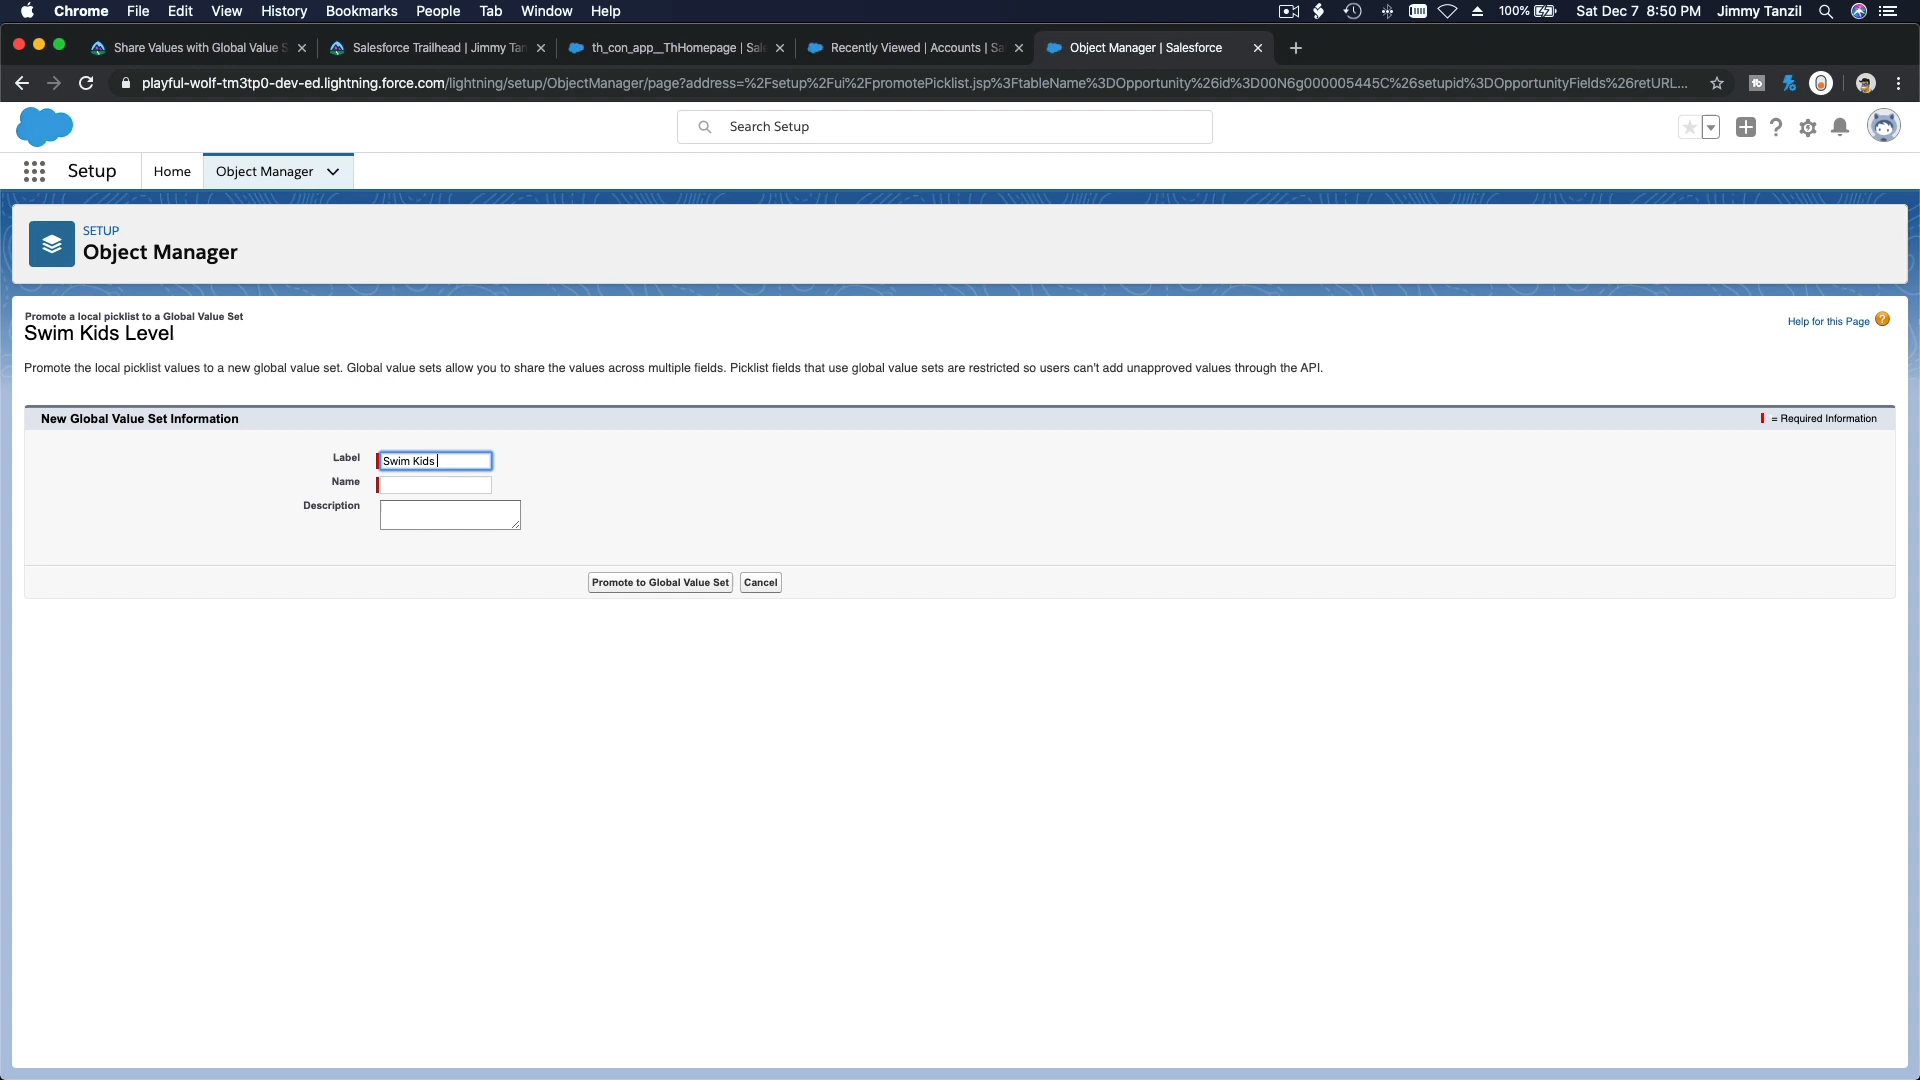 Chrome File Edit View History Bookmarks People Tab Window Help 100% Sat Dec 7 8:50 PM Jimmy Tanzil
Share Values with Global Value S Salesforce Trailhead | Jimmy Tan th_con_app__ThHomepage | Sale Recently Viewed | Accounts | Sa Object Manager | Salesforce
playful-wolf-tm3tp0-dev-ed.lightning.force.com/lightning/setup/ObjectManager/page?address=%2Fsetup%2Fui%2FpromotePicklist.jsp%3FtableName%3DOpportunity%26id%3D00N6g000005445C%26setupid%3DOpportunityFields%26retURL...
Search Setup
Setup Home Object Manager
SETUP
Object Manager
Promote a local picklist to a Global Value Set
Swim Kids Level
Help for this Page
Promote the local picklist values to a new global value set. Global value sets allow you to share the values across multiple fields. Picklist fields that use global value sets are restricted so users can't add unapproved values through the API.
New Global Value Set Information
= Required Information
Label Swim Kids
Name
Description
Promote to Global Value Set Cancel